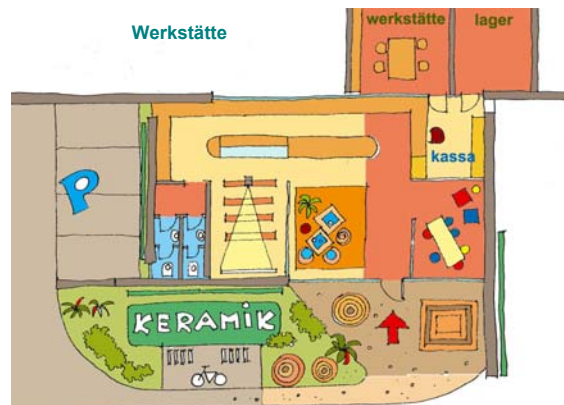 Werkstätte
werkstätte
lager
kassa
P
KERAMIK